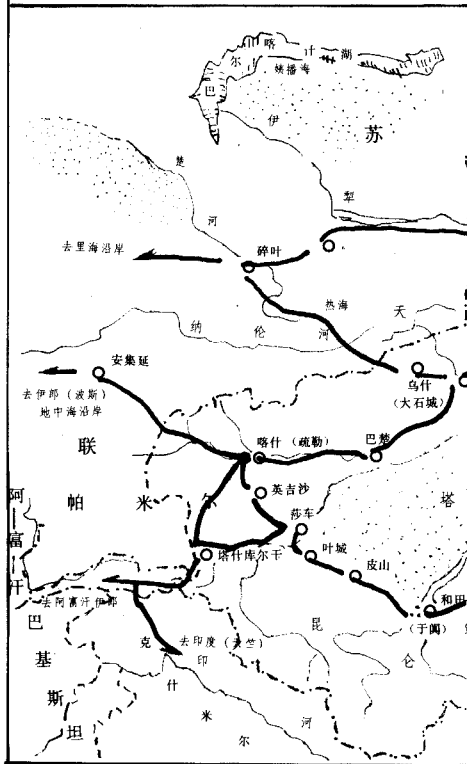 巴尔喀什湖
夷播海
伊犁
苏
楚河
碎叶
去里海沿岸
热海
天
纳伦河
安集延
乌什
(大石城)
去伊郎(波斯)
地中海沿岸
联
喀什(疏勒)
巴楚
英吉沙
塔
帕米尔
莎车
阿富汗
塔什库尔干
叶城
皮山
和田
(于阗)
去阿富汗伊郎
昆仑
去印度(天竺)
巴基斯坦
克什米尔
印
河